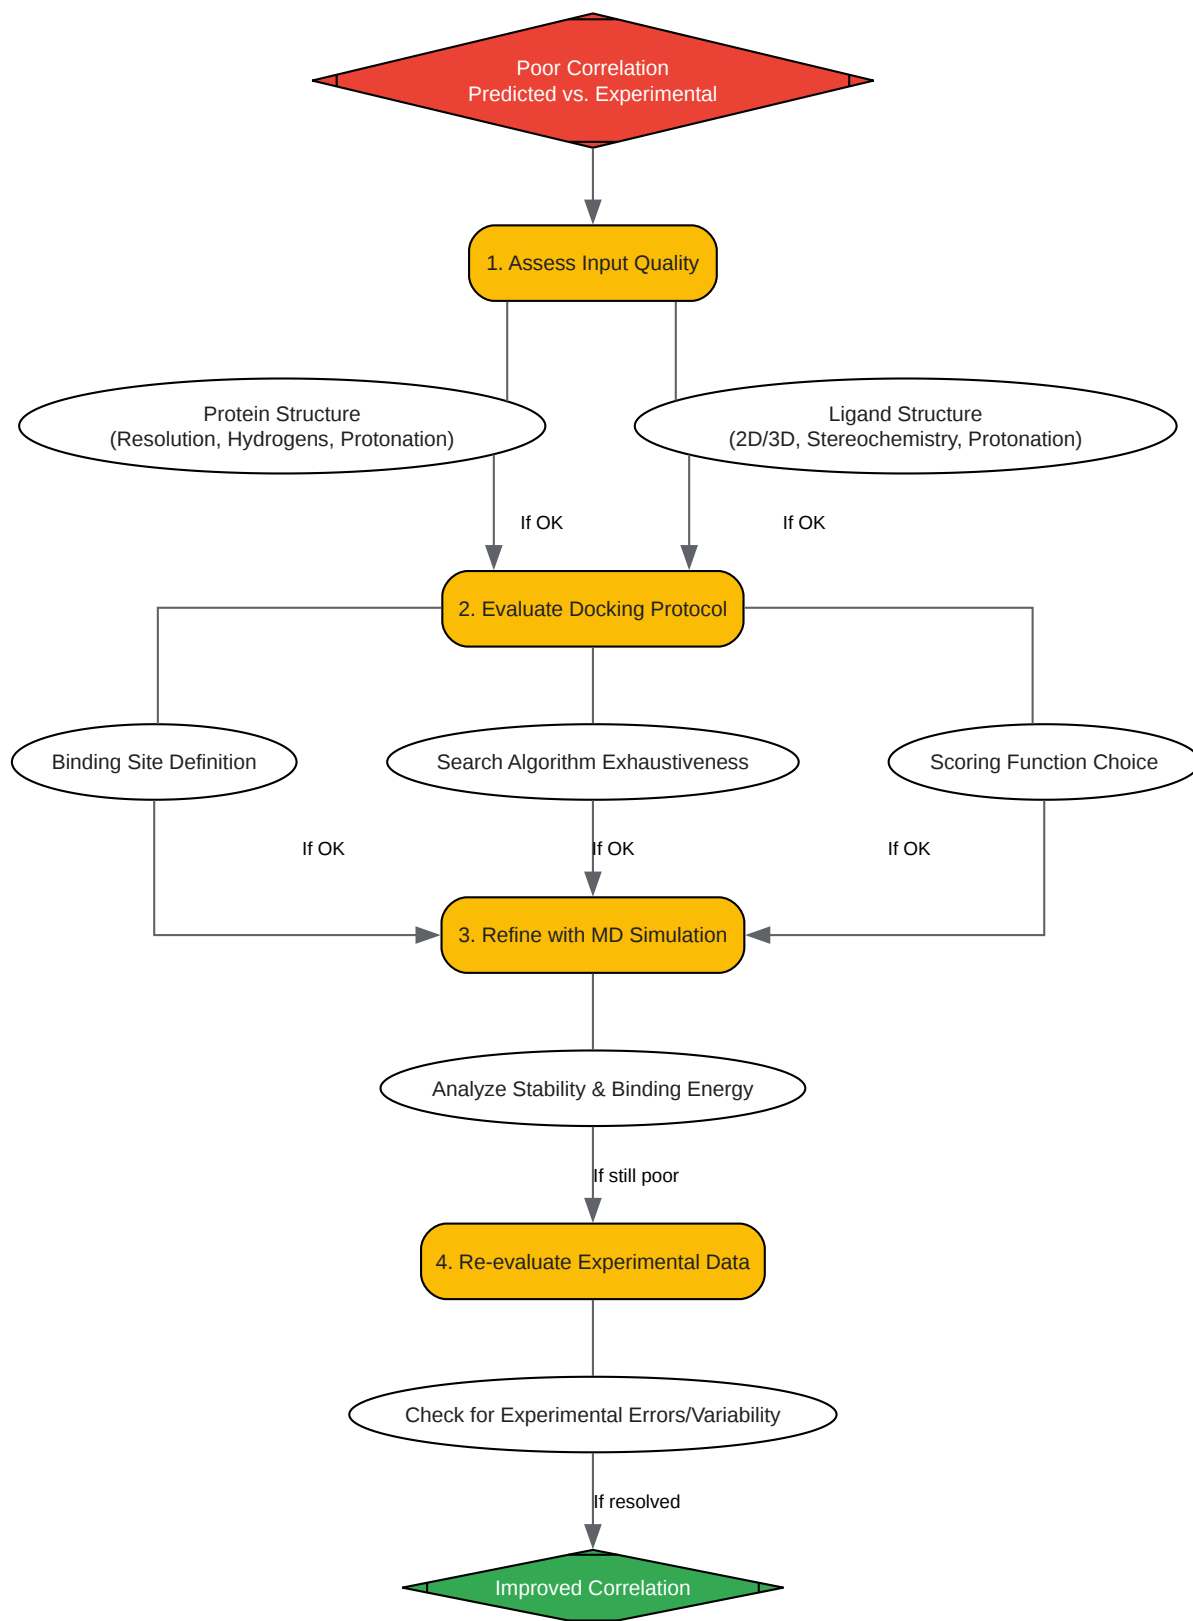 Poor Correlation
Predicted vs. Experimental
1. Assess Input Quality
Protein Structure
(Resolution, Hydrogens, Protonation)
Ligand Structure
(2D/3D, Stereochemistry, Protonation)
If OK
If OK
2. Evaluate Docking Protocol
Binding Site Definition
Search Algorithm Exhaustiveness
Scoring Function Choice
If OK
If OK
If OK
3. Refine with MD Simulation
Analyze Stability & Binding Energy
If still poor
4. Re-evaluate Experimental Data
Check for Experimental Errors/Variability
If resolved
Improved Correlation